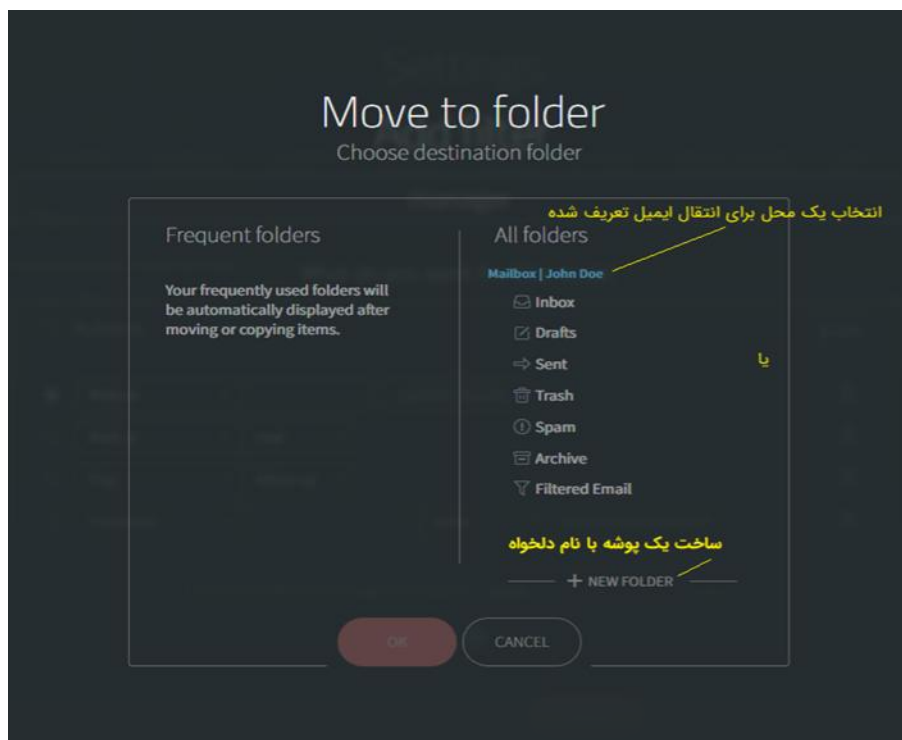 Move to folder
Choose destination folder
انتخاب یک محل برای انتقال ایمیل تعریف شده
Frequent folders
Your frequently used folders will
be automatically displayed after
moving or copying items.
All folders
Mailbox | John Doe
Inbox
Drafts
Sent
یا
Trash
Spam
Archive
Filtered Email
ساخت یک پوشه با نام دلخواه
+ NEW FOLDER
OK
CANCEL